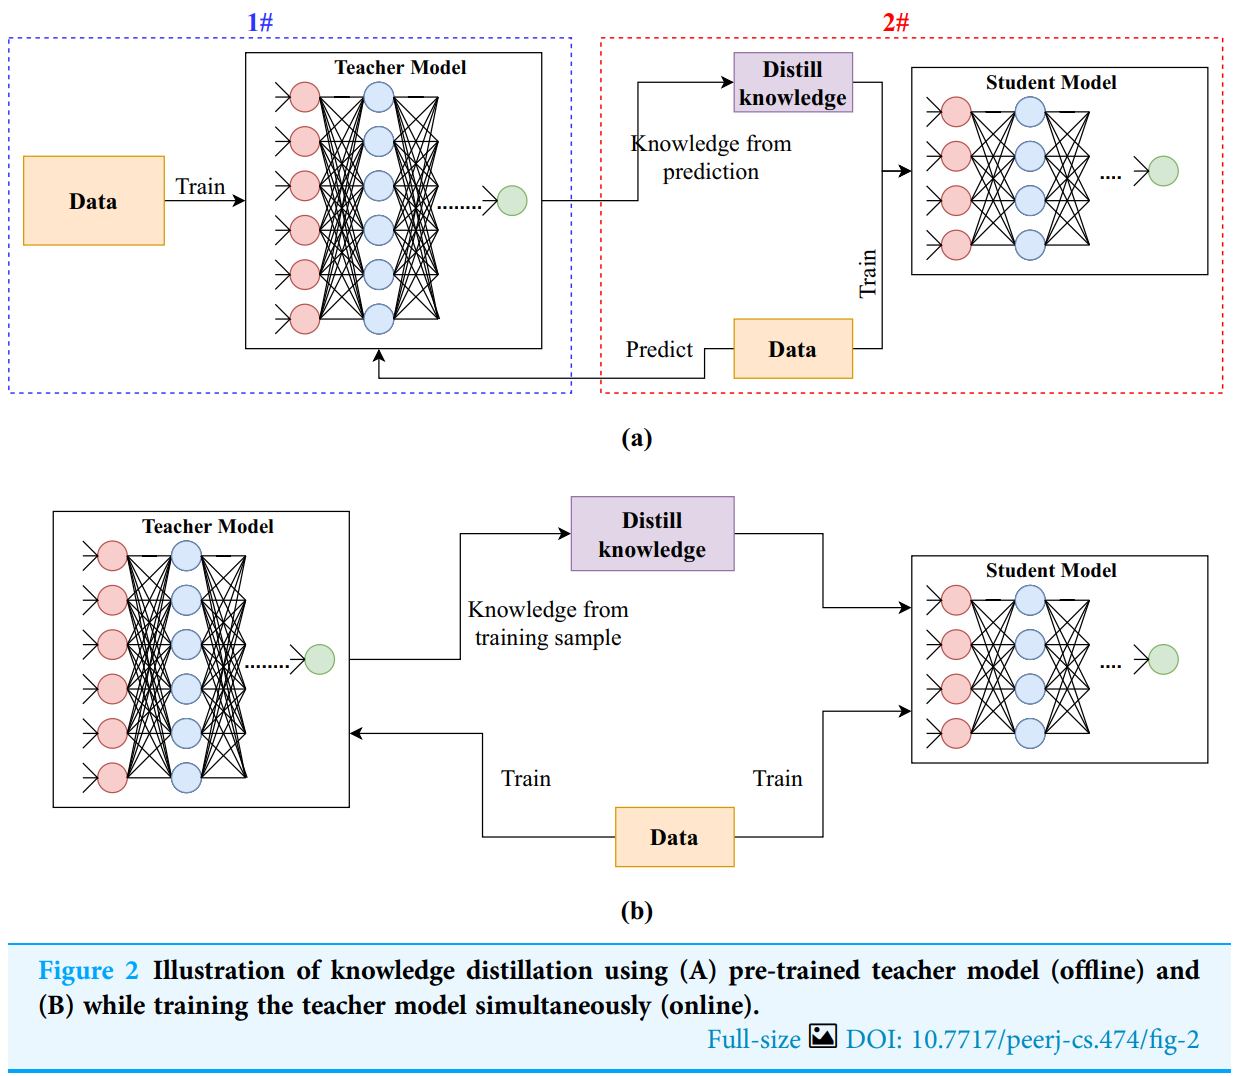 1#
2#
Teacher Model
Data
Train
........
Distill
knowledge
Knowledge from
prediction
Student Model
....
Train
Predict
Data
(a)
Teacher Model
........
Distill
knowledge
Knowledge from
training sample
Student Model
....
Train
Train
Data
(b)
Figure 2 Illustration of knowledge distillation using (A) pre-trained teacher model (offline) and
(B) while training the teacher model simultaneously (online).
Full-size DOI: 10.7717/peerj-cs.474/fig-2